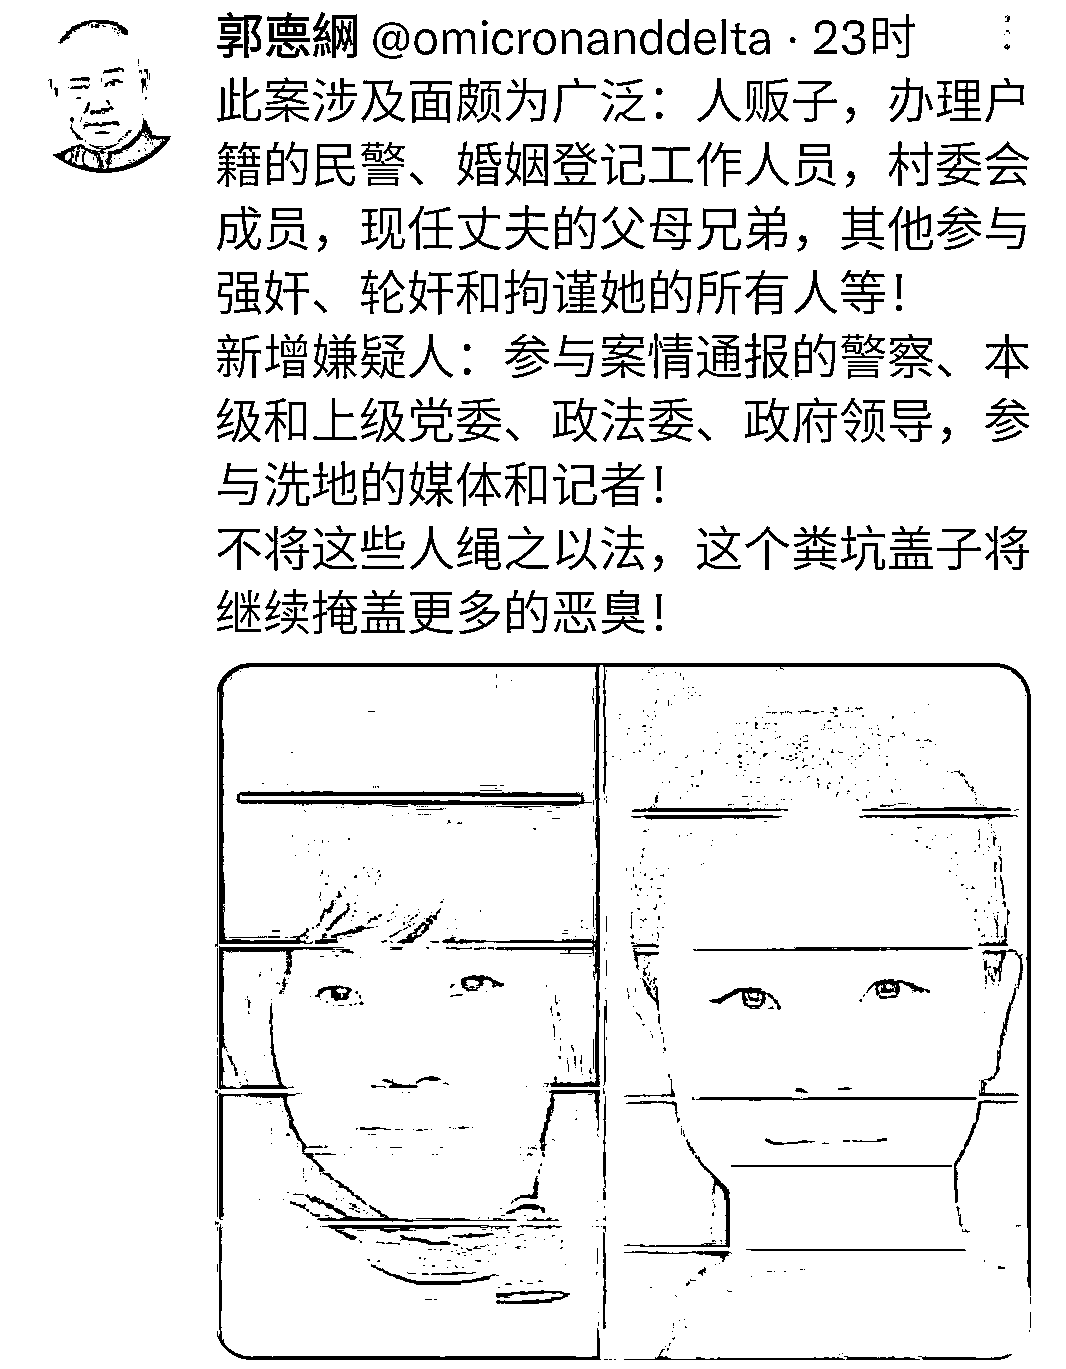 郭悳綱 @omicronanddelta · 23时
此案涉及面颇为广泛：人贩子，办理户
籍的民警、婚姻登记工作人员，村委会
成员，现任丈夫的父母兄弟，其他参与
强奸、轮奸和拘谨她的所有人等！
新增嫌疑人：参与案情通报的警察、本
级和上级党委、政法委、政府领导，参
与洗地的媒体和记者！
不将这些人绳之以法，这个粪坑盖子将
继续掩盖更多的恶臭！